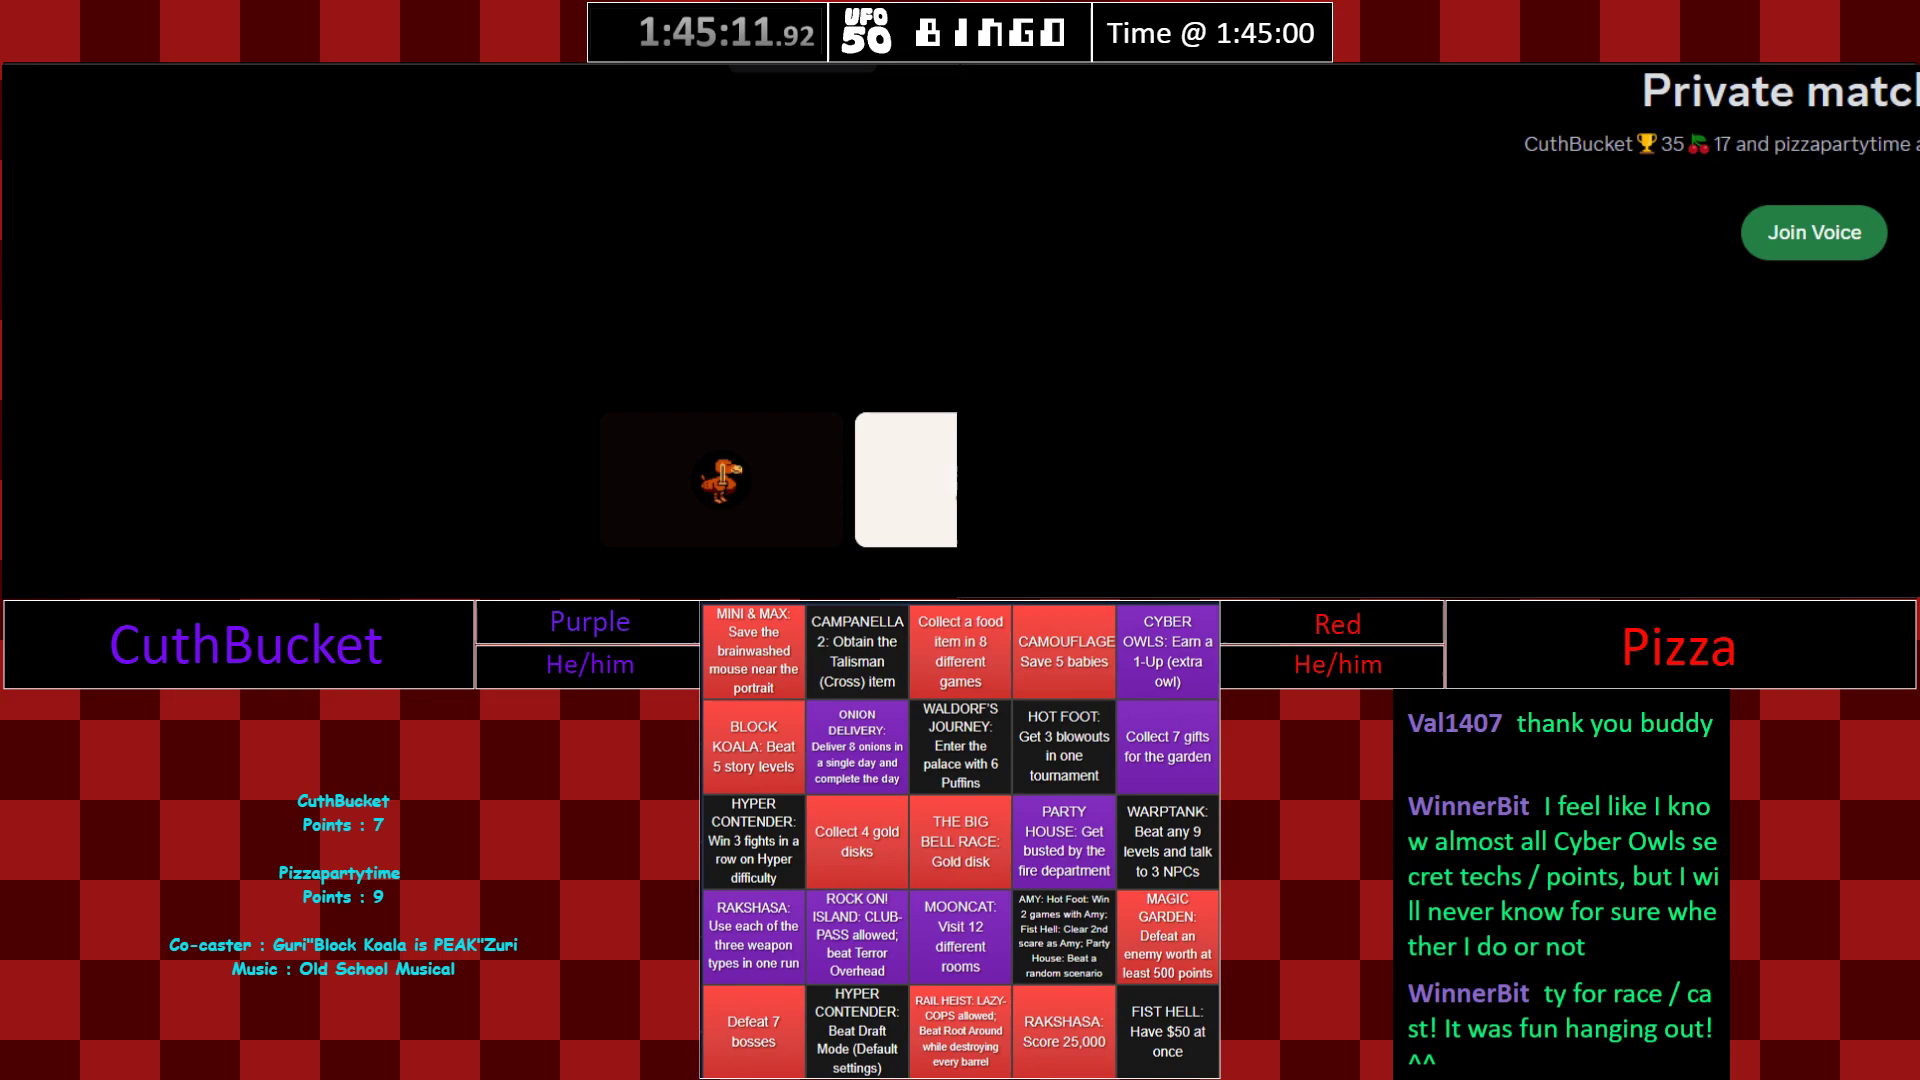 1:45:11.92
UFO
50
BINGO
Time @ 1:45:00
Private match
CuthBucket🏆35🍒17 and pizzapartytime a
Join Voice
CuthBucket
Purple
He/him
MINI & MAX:
Save the
brainwashed
mouse near the
portrait
CAMPANELLA
2: Obtain the
Talisman
(Cross) item
Collect a food
item in 8
different
games
CAMOUFLAGE
Save 5 babies
CYBER
OWLS: Earn a
1-Up (extra
owl)
BLOCK
KOALA: Beat
5 story levels
ONION
DELIVERY:
Deliver 8 onions in
a single day and
complete the day
WALDORF'S
JOURNEY:
Enter the
palace with 6
Puffins
HOT FOOT:
Get 3 blowouts
in one
tournament
Collect 7 gifts
for the garden
HYPER
CONTENDER:
Win 3 fights in a
row on Hyper
difficulty
Collect 4 gold
disks
THE BIG
BELL RACE:
Gold disk
PARTY
HOUSE: Get
busted by the
fire department
WARPTANK:
Beat any 9
levels and talk
to 3 NPCs
RAKSHASA:
Use each of the
three weapon
types in one run
ROCK ON!
ISLAND: CLUB-
PASS allowed;
beat Terror
Overhead
MOONCAT:
Visit 12
different
rooms
AMY: Hot Foot: Win
2 games with Amy;
Fist Hell: Clear 2nd
scare as Amy; Party
House: Beat a
random scenario
MAGIC
GARDEN:
Defeat an
enemy worth at
least 500 points
Defeat 7
bosses
HYPER
CONTENDER:
Beat Draft
Mode (Default
settings)
RAIL HEIST: LAZY-
COPS allowed;
Beat Root Around
while destroying
every barrel
RAKSHASA:
Score 25,000
FIST HELL:
Have $50 at
once
Red
He/him
Pizza
CuthBucket
Points : 7
Pizzapartytime
Points : 9
Co-caster : Guri"Block Koala is PEAK"Zuri
Music : Old School Musical
Val1407 thank you buddy
WinnerBit I feel like I kno
w almost all Cyber Owls se
cret techs / points, but I wi
ll never know for sure whe
ther I do or not
WinnerBit ty for race / ca
st! It was fun hanging out!
^^